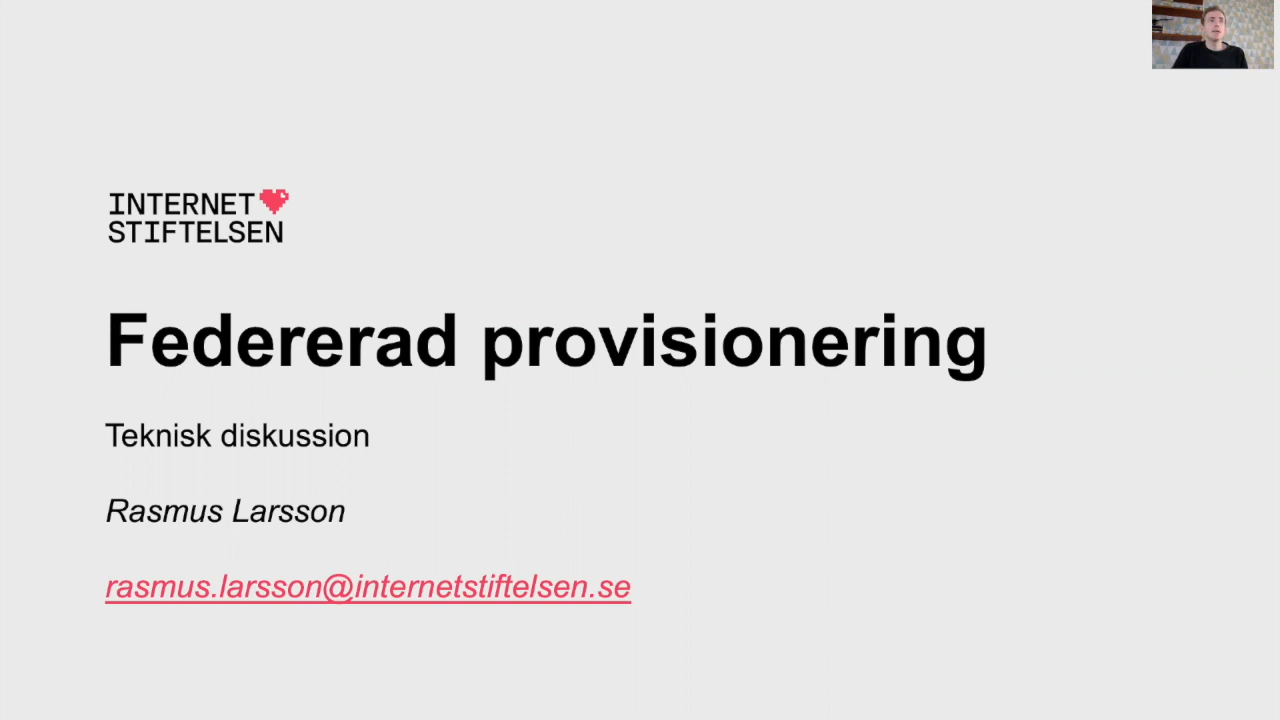 INTERNET
STIFTELSEN
Federerad provisionering
Teknisk diskussion
Rasmus Larsson
rasmus.larsson@internetstiftelsen.se